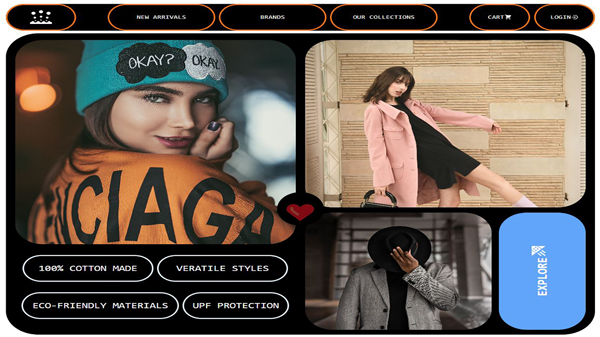 NEW ARRIVALS
BRANDS
OUR COLLECTIONS
CART
LOGIN
OKAY? OKAY.
NCIAGA
100% COTTON MADE
VERATILE STYLES
ECO-FRIENDLY MATERIALS
UPF PROTECTION
EXPLORE